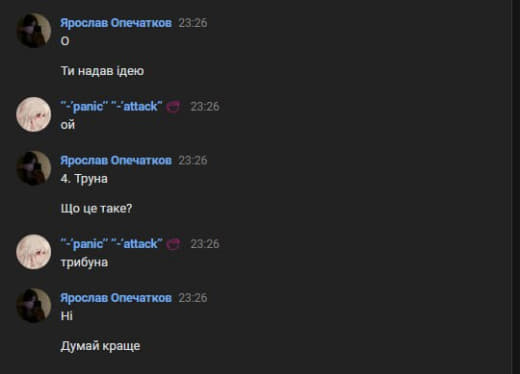 Ярослав Опечатков 23:26
О
Ти надав ідею
"-'panic" "-'attack" 23:26
ой
Ярослав Опечатков 23:26
4. Труна
Що це таке?
"-'panic" "-'attack" 23:26
трибуна
Ярослав Опечатков 23:26
Ні
Думай краще